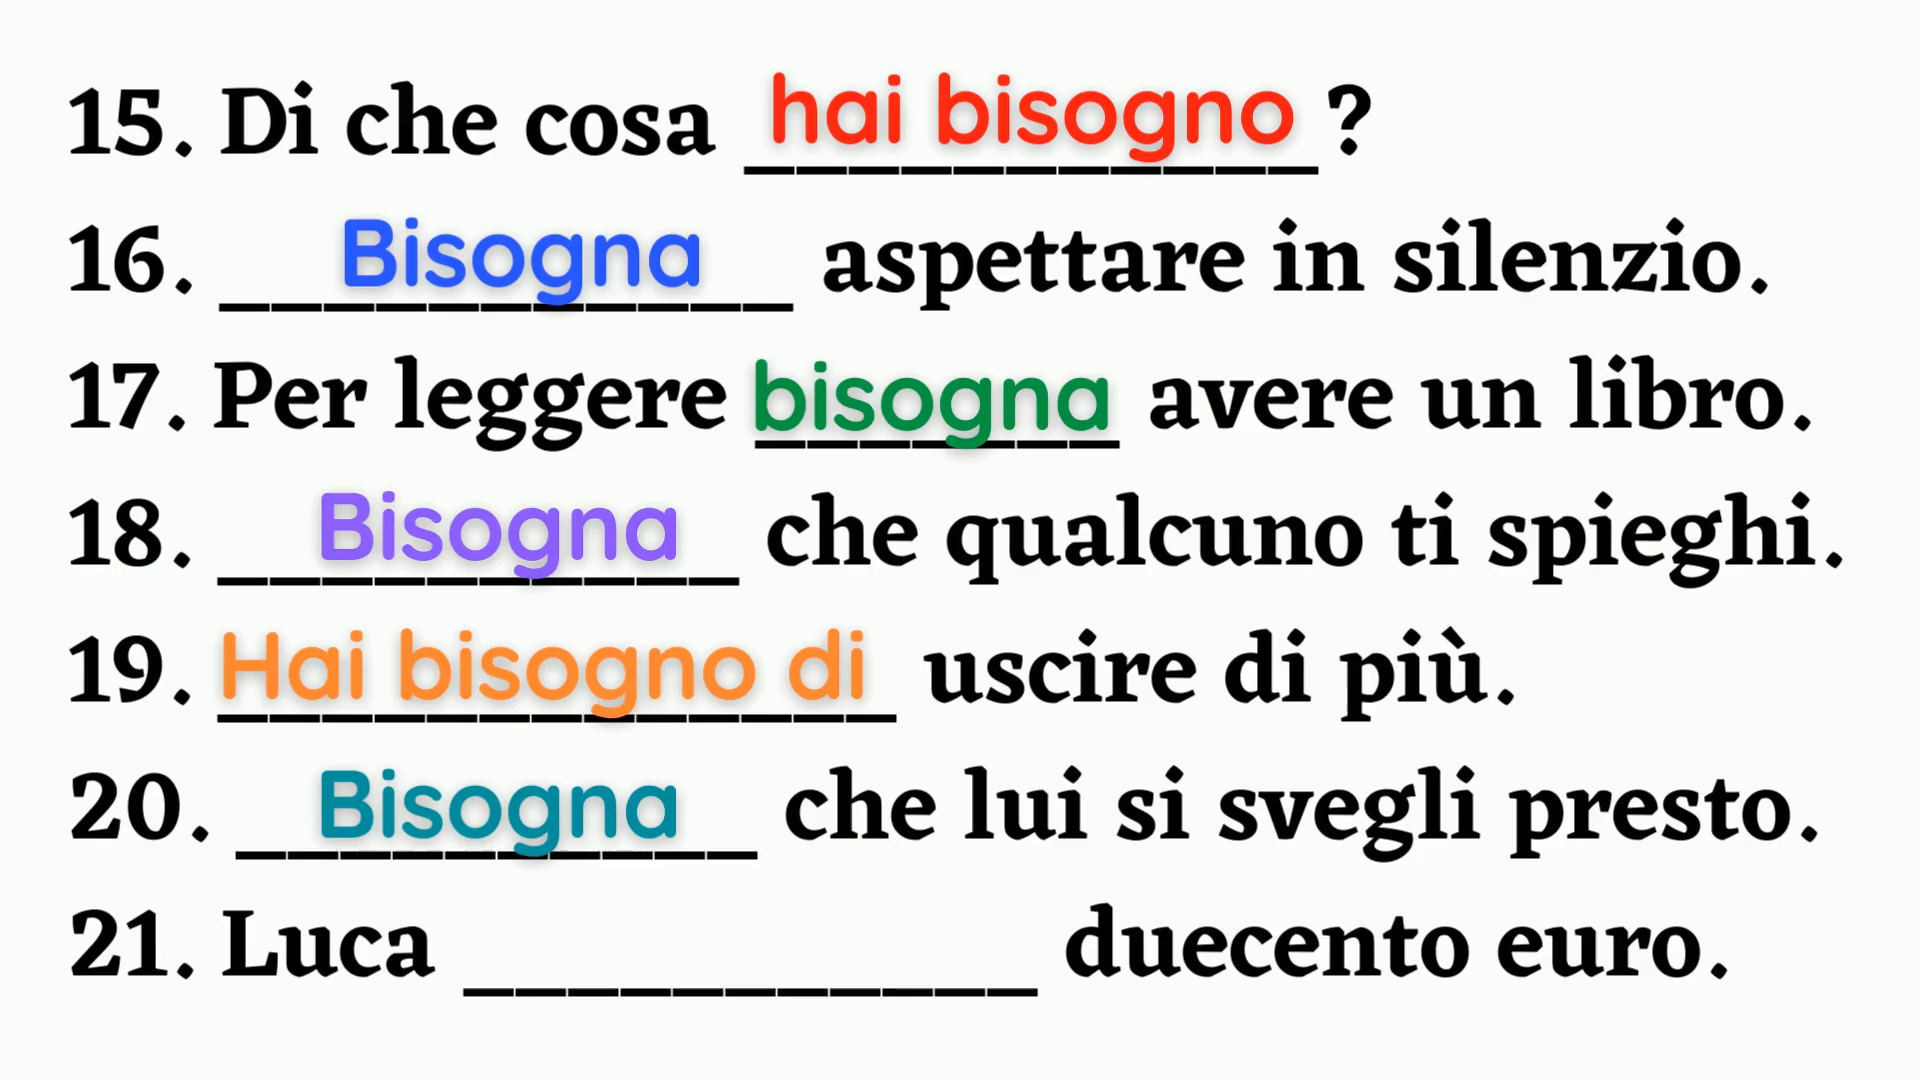 15. Di che cosa hai bisogno?
16. Bisogna aspettare in silenzio.
17. Per leggere bisogna avere un libro.
18. Bisogna che qualcuno ti spieghi.
19. Hai bisogno di uscire di più.
20. Bisogna che lui si svegli presto.
21. Luca ___________ duecento euro.